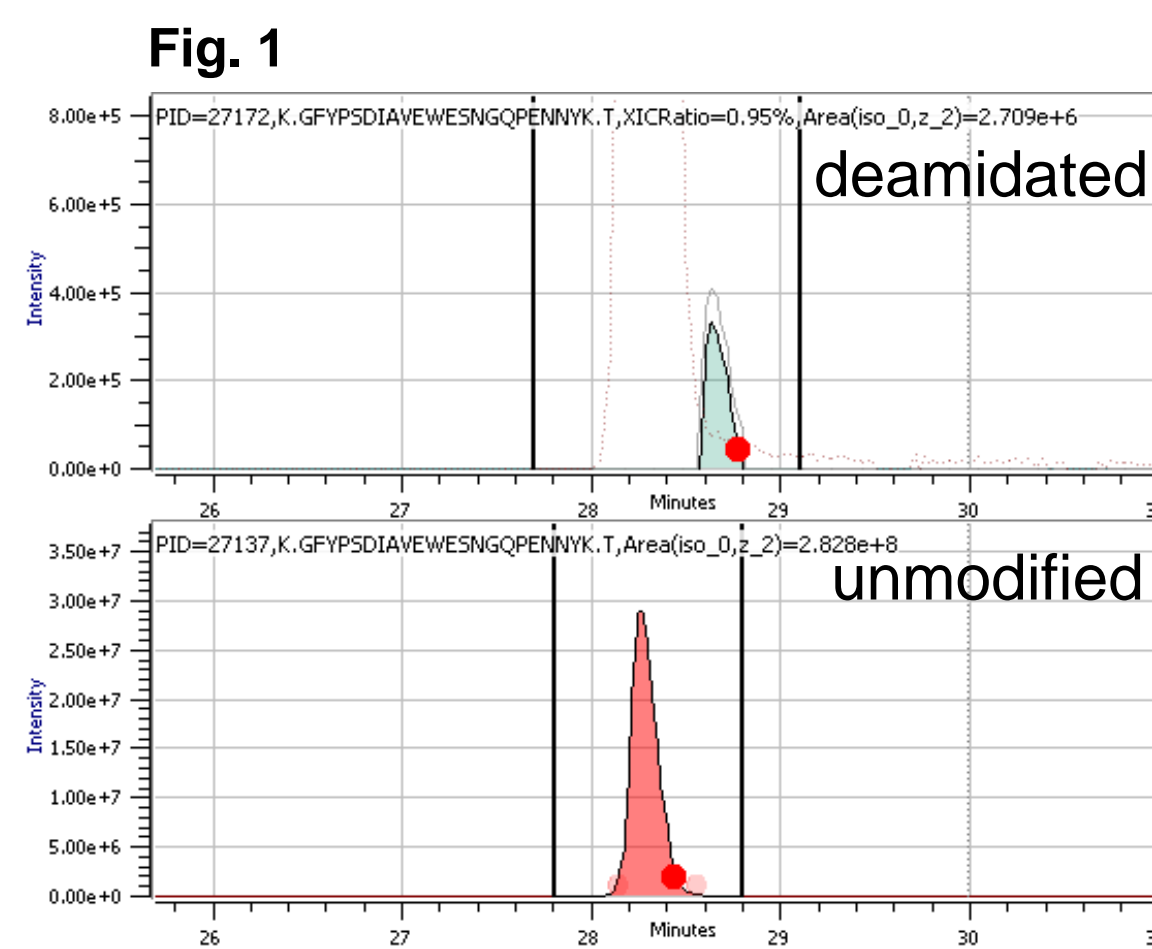 Fig. 1
PID=27172,K.GFYPSDIAVEWESNGQPENNYK.T,XICRatio=0.95%,Area(iso_0,z_2)=2.709e+6
deamidated
8.00e+5
6.00e+5
4.00e+5
2.00e+5
0.00e+0
Intensity
26 27 28 29 30
Minutes
PID=27137,K.GFYPSDIAVEWESNGQPENNYK.T,Area(iso_0,z_2)=2.828e+8
unmodified
3.50e+7
3.00e+7
2.50e+7
2.00e+7
1.50e+7
1.00e+7
5.00e+6
0.00e+0
Intensity
26 27 28 29 30
Minutes